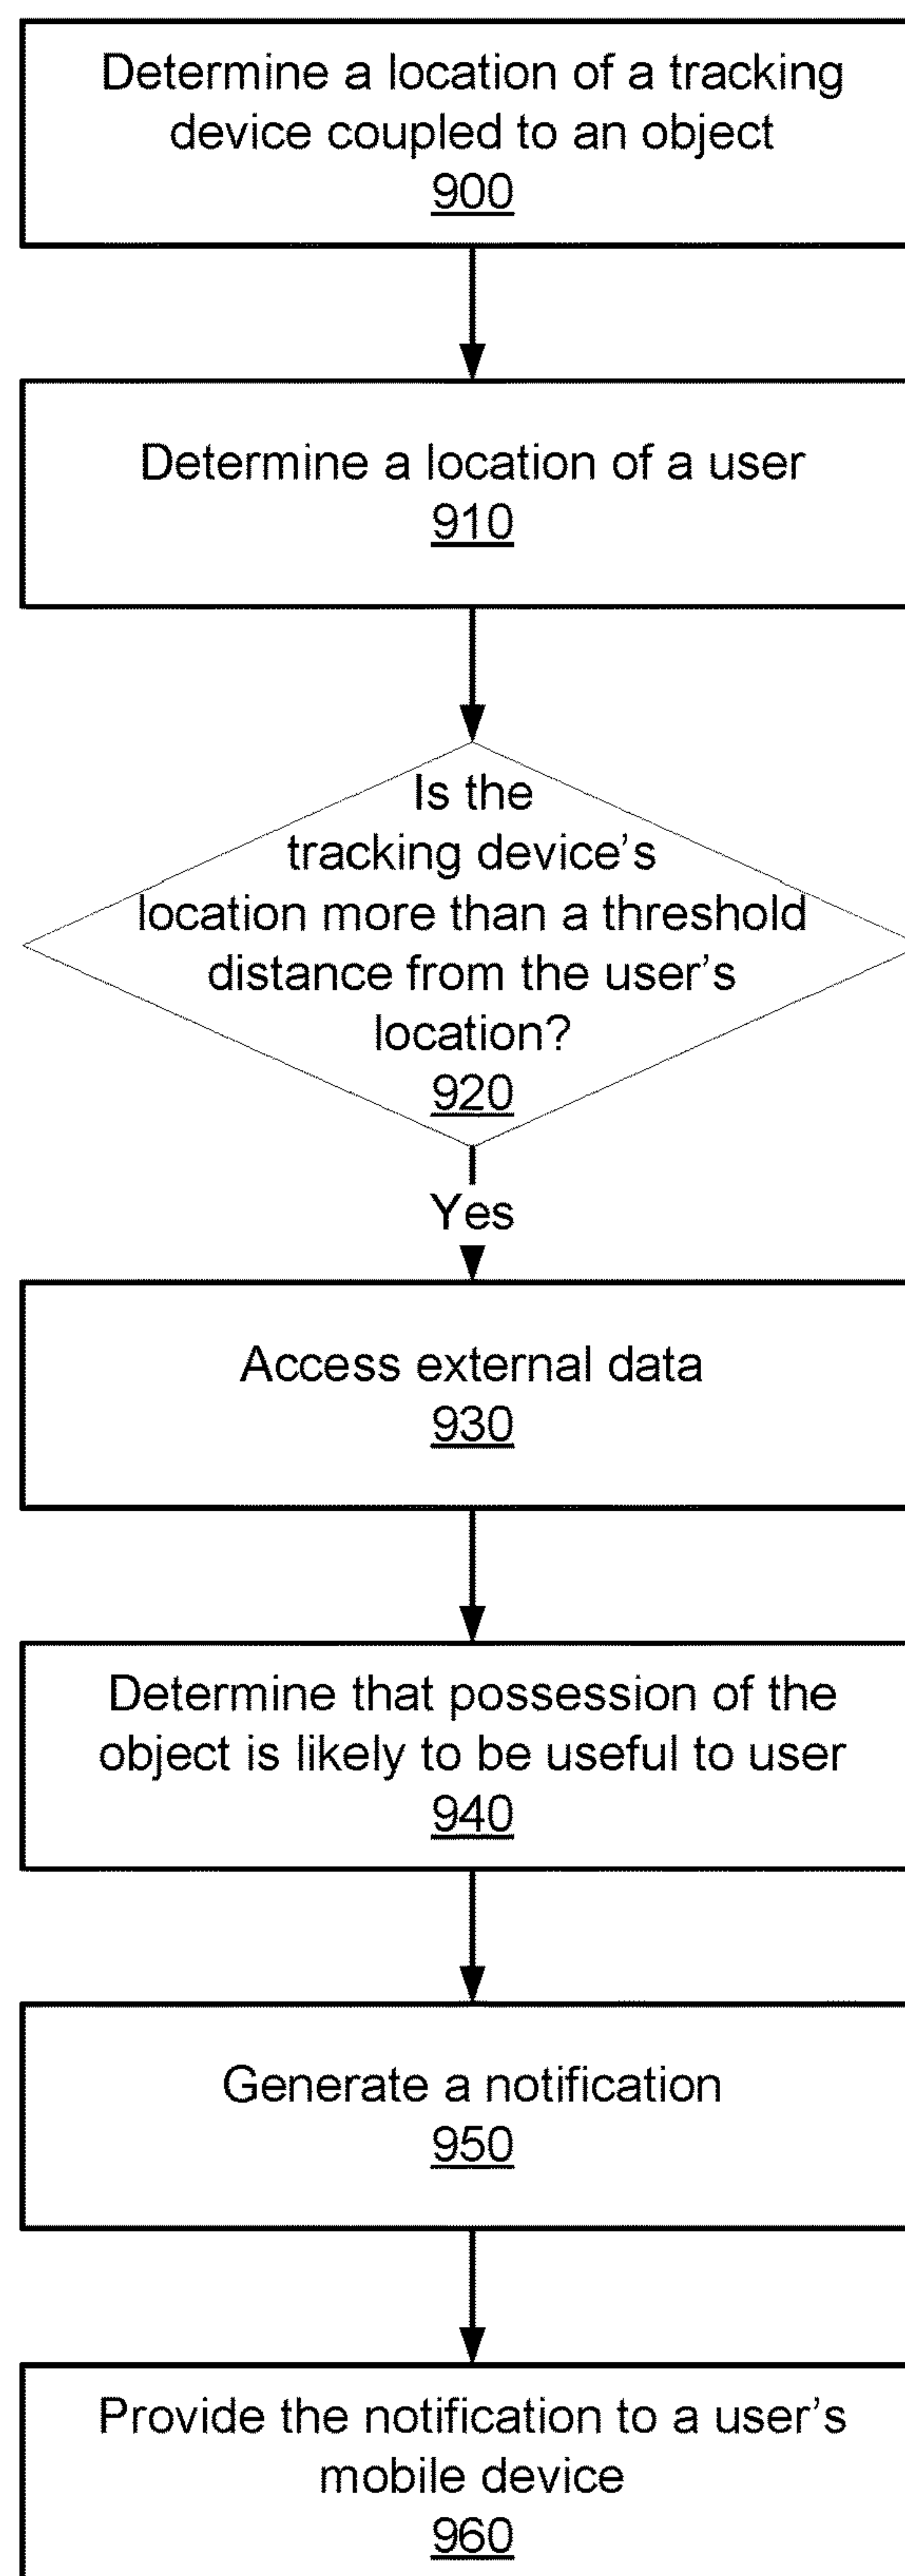 Determine a location of a tracking
device coupled to an object
900
Determine a location of a user
910
Is the
tracking device's
location more than a threshold
distance from the user's
location?
920
Yes
Access external data
930
Determine that possession of the
object is likely to be useful to user
940
Generate a notification
950
Provide the notification to a user's
mobile device
960